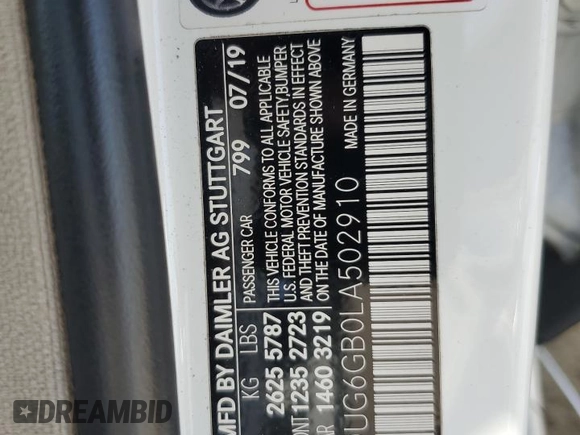 MFD BY DAIMLER AG STUTTGART
PASSENGER CAR 799 07/19
KG LBS
2625 5787
1235 2723
1460 3219
THIS VEHICLE CONFORMS TO ALL APPLICABLE
U.S. FEDERAL MOTOR VEHICLE SAFETY, BUMPER
AND THEFT PREVENTION STANDARDS IN EFFECT
ON THE DATE OF MANUFACTURE SHOWN ABOVE
UG6GB0LA502910
MADE IN GERMANY
DREAMBID